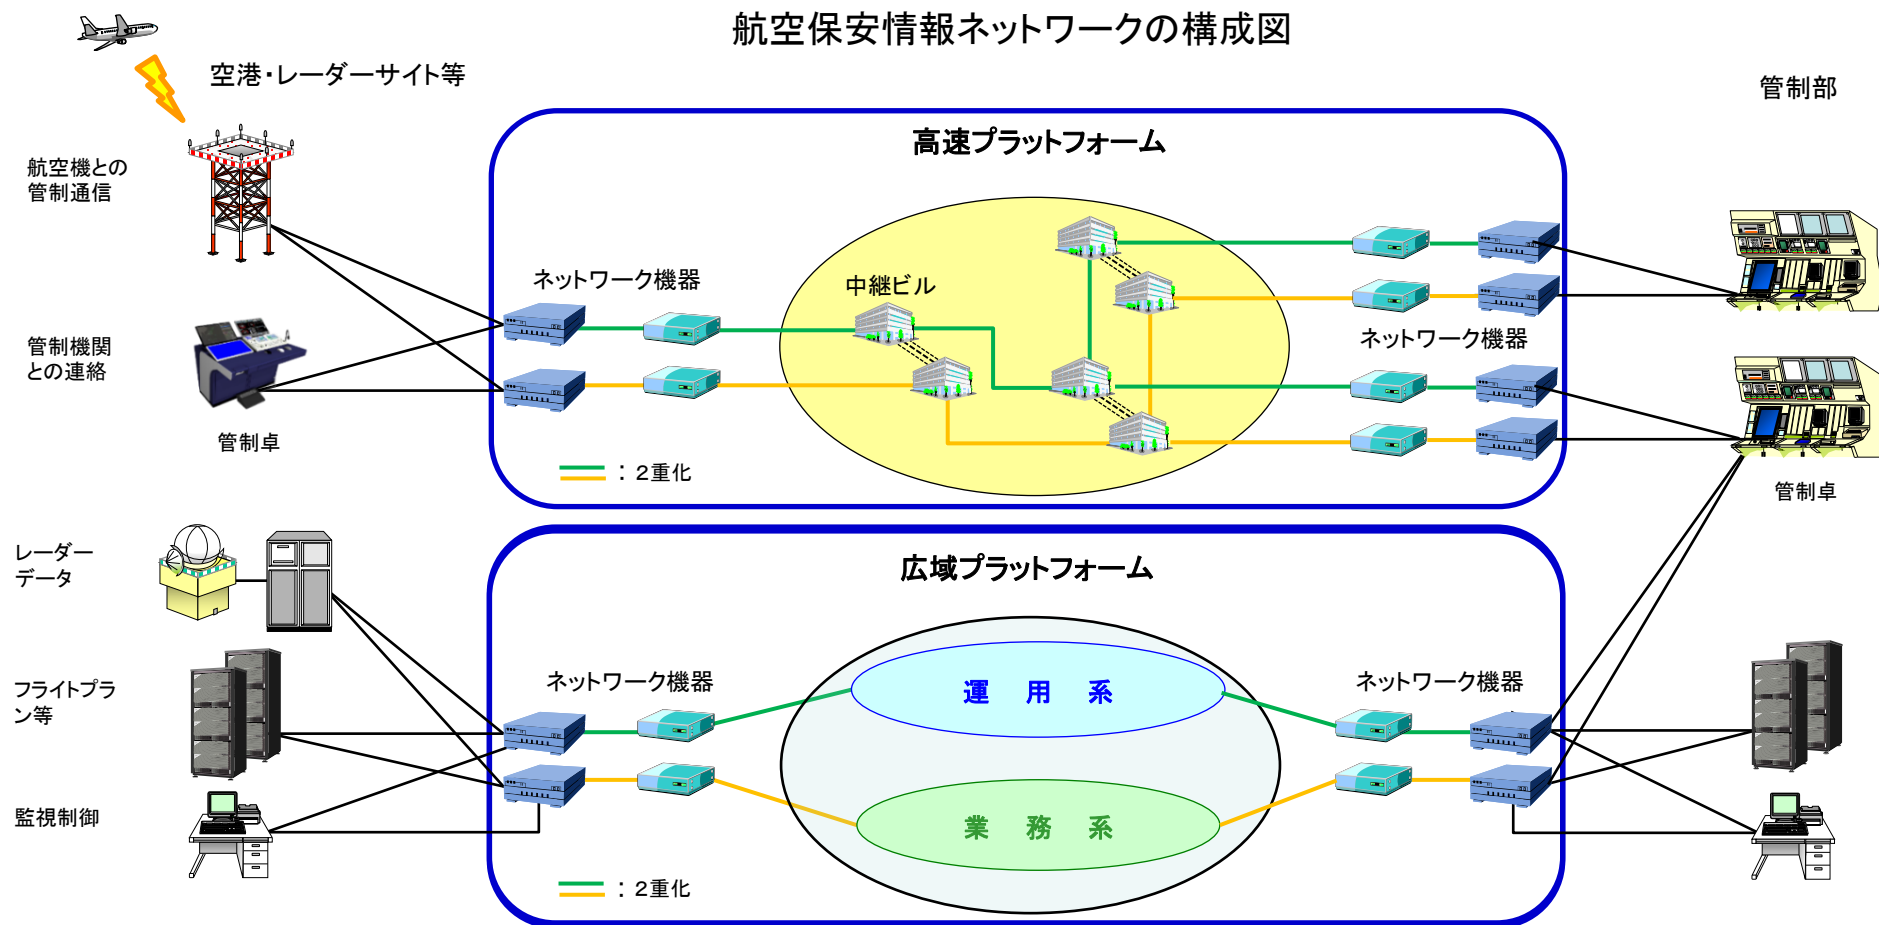 航空保安情報ネットワークの構成図
空港・レーダーサイト等
管制部
高速プラットフォーム
航空機との
管制通信
ネットワーク機器
中継ビル
ネットワーク機器
管制機関
との連絡
管制卓
：２重化
管制卓
レーダー
データ
広域プラットフォーム
フライトプラ
ン等
ネットワーク機器
運 用 系
ネットワーク機器
監視制御
業 務 系
：２重化